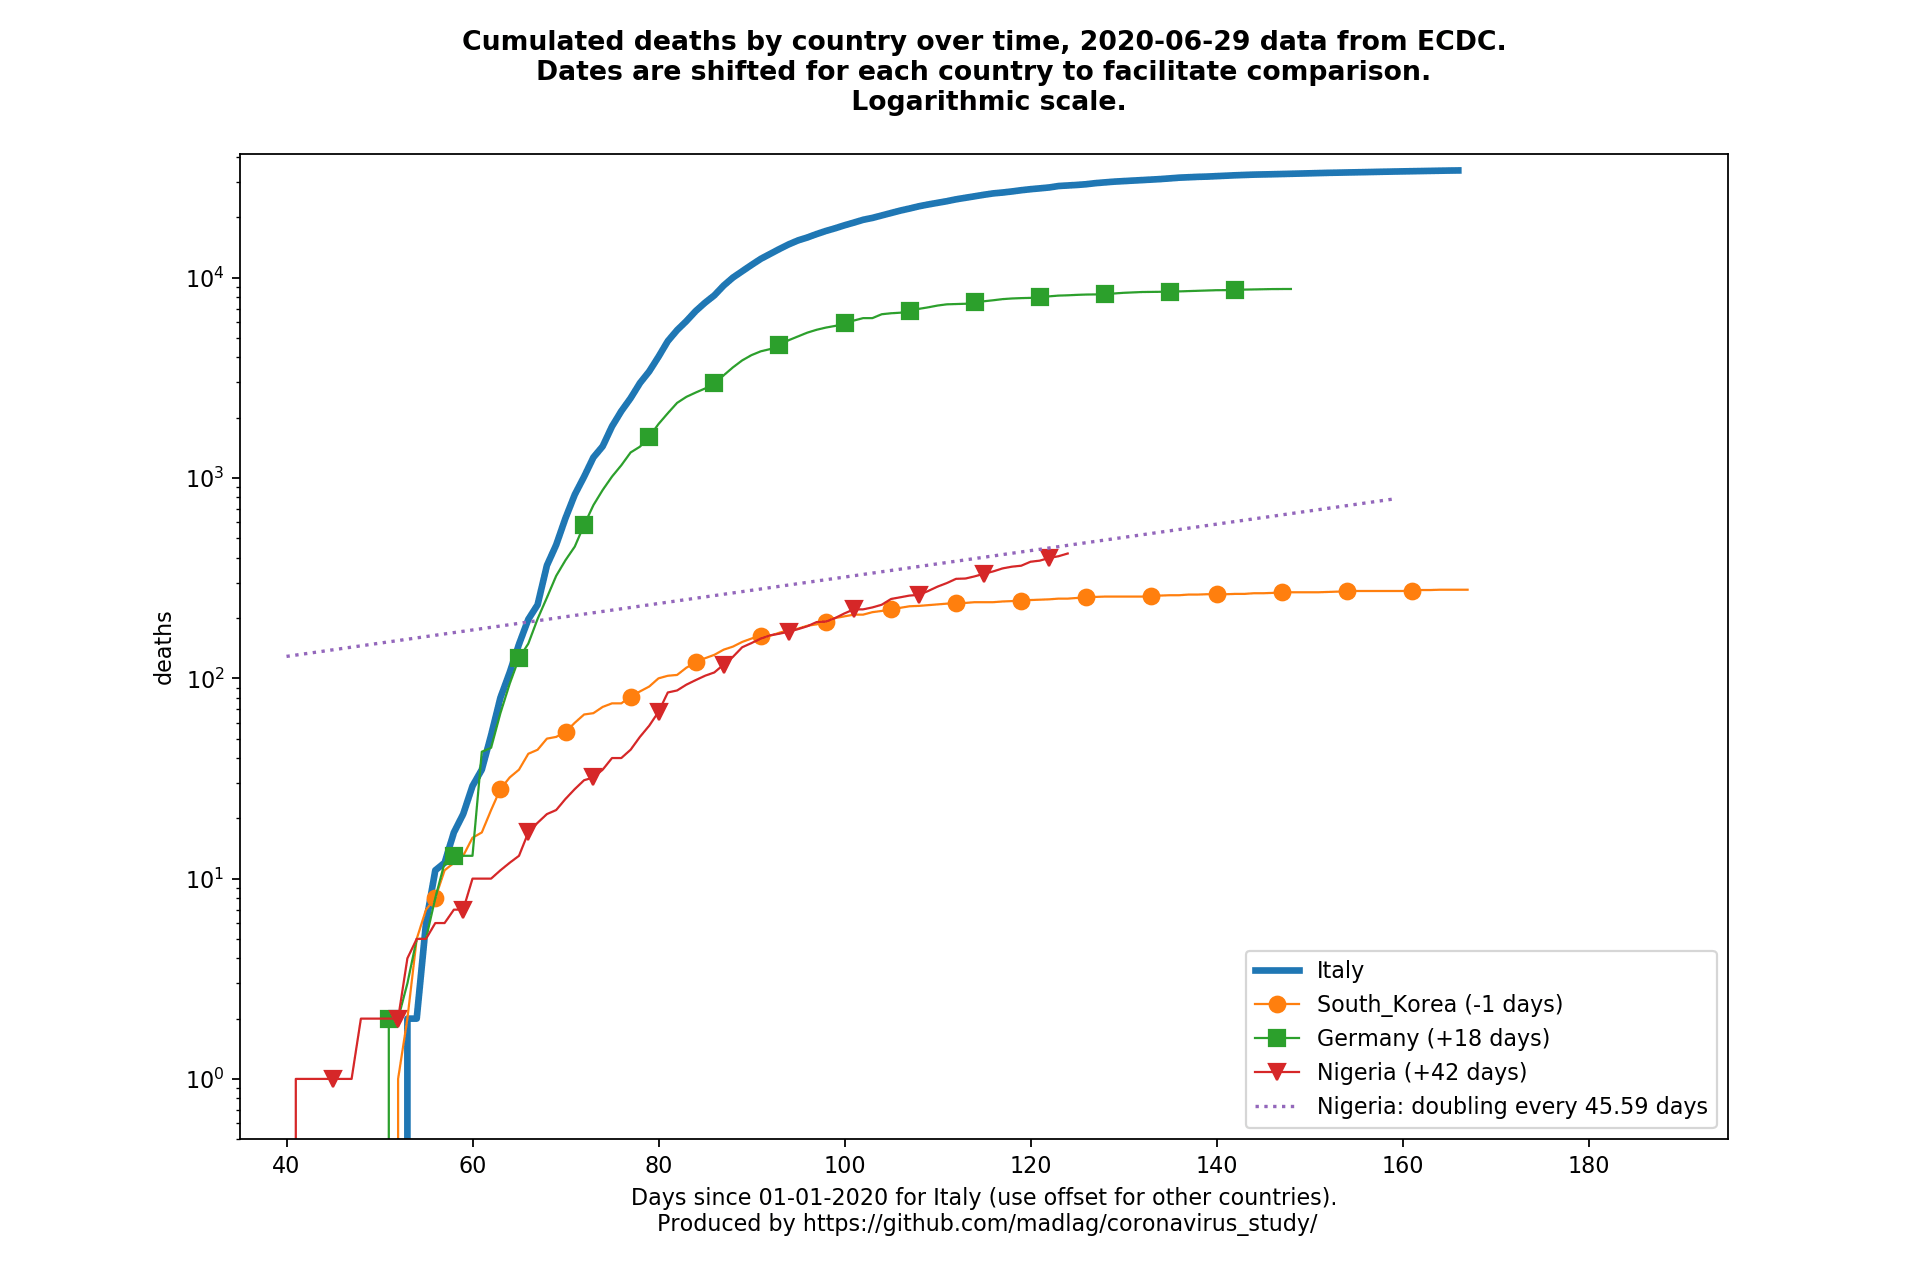 Cumulated deaths by country over time, 2020-06-29 data from ECDC.
Dates are shifted for each country to facilitate comparison.
Logarithmic scale.
deaths
10^4
10^3
10^2
10^1
10^0
40 60 80 100 120 140 160 180
Italy
South_Korea (-1 days)
Germany (+18 days)
Nigeria (+42 days)
Nigeria: doubling every 45.59 days
Days since 01-01-2020 for Italy (use offset for other countries).
Produced by https://github.com/madlag/coronavirus_study/